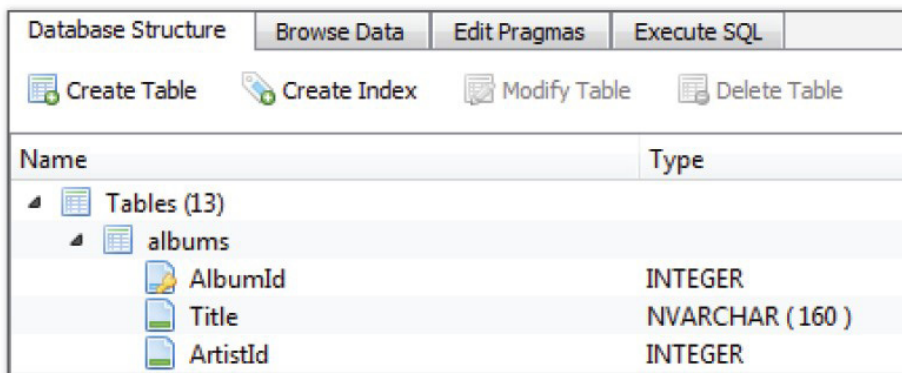 Database Structure Browse Data Edit Pragmas Execute SQL
Create Table Create Index Modify Table Delete Table
Name Type
Tables (13)
albums
AlbumId INTEGER
Title NVARCHAR ( 160 )
ArtistId INTEGER